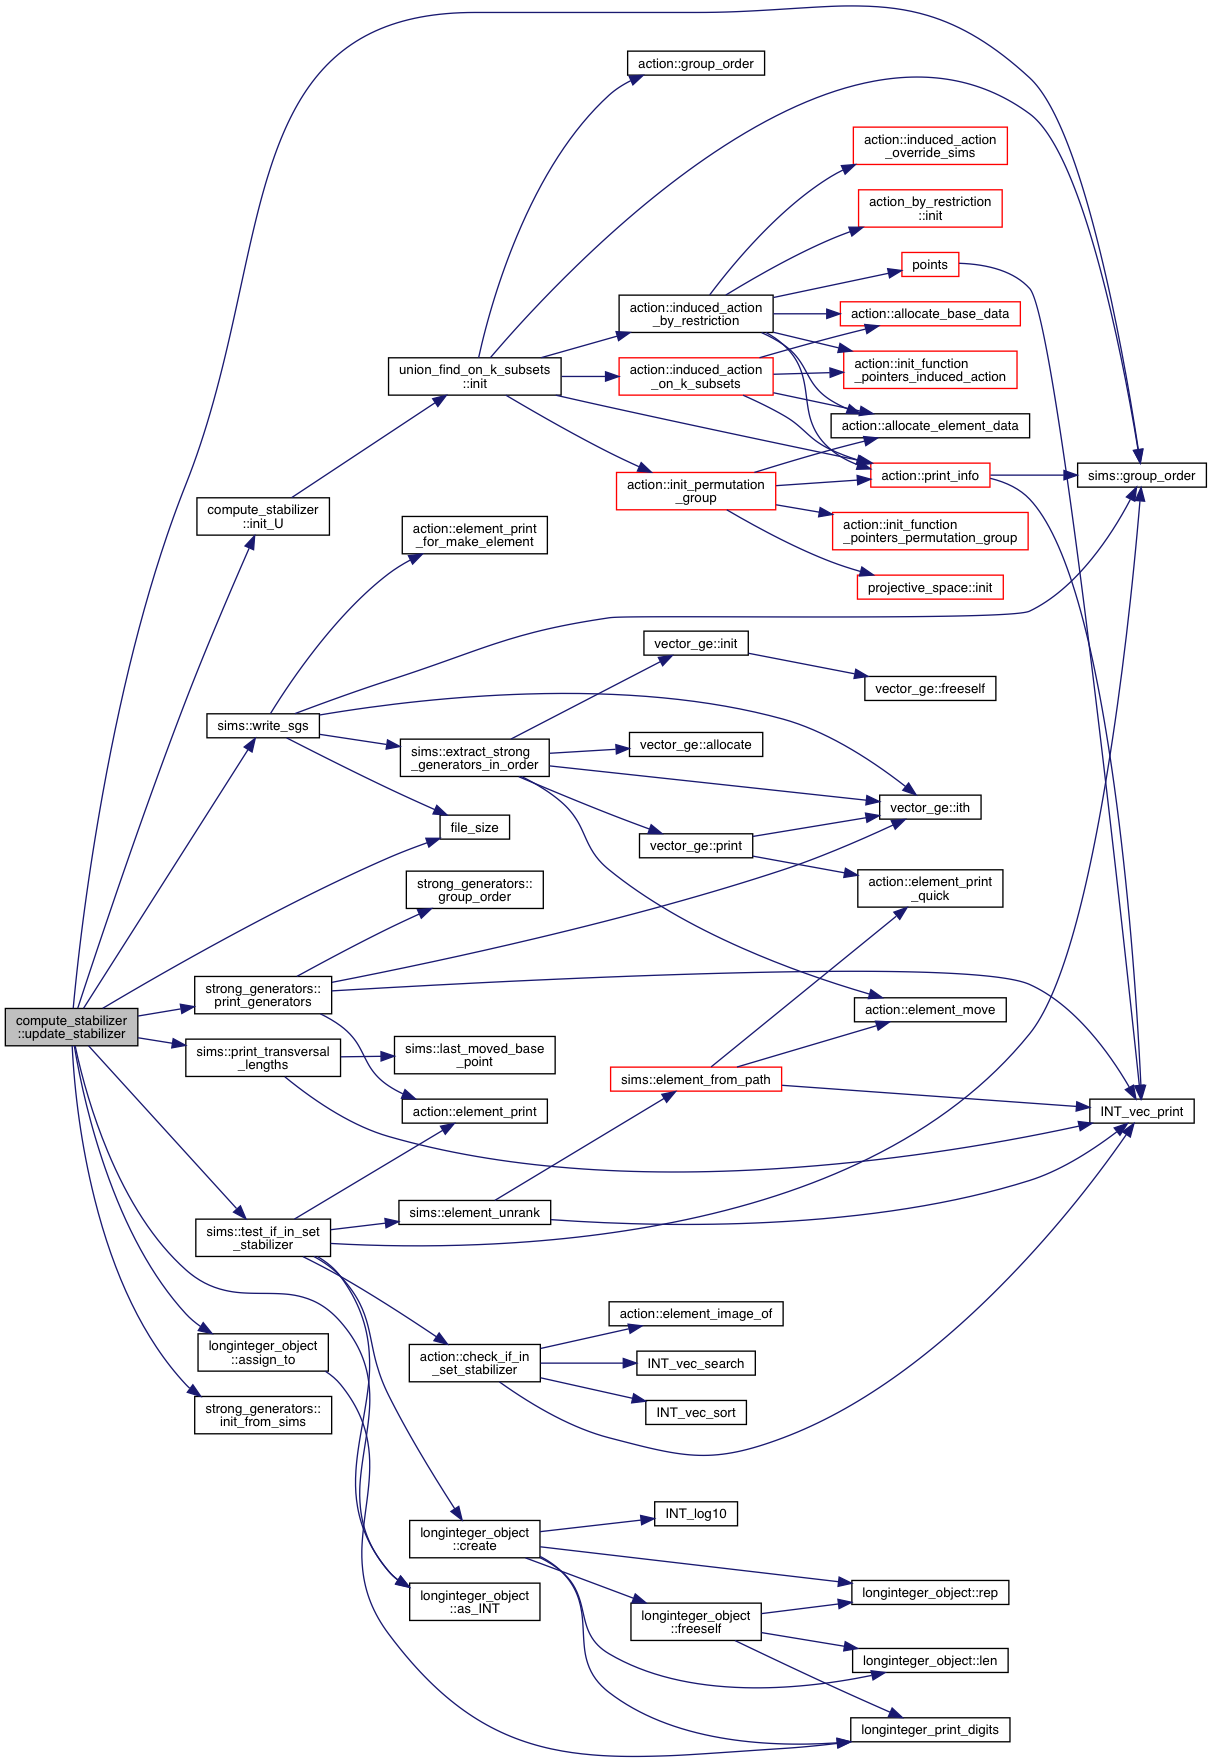 action::group_order
action::induced_action
_override_sims
action_by_restriction
::init
points
action::induced_action
_by_restriction
action::allocate_base_data
union_find_on_k_subsets
::init
action::induced_action
_on_k_subsets
action::init_function
_pointers_induced_action
action::allocate_element_data
action::print_info
sims::group_order
action::init_permutation
_group
compute_stabilizer
::init_U
action::element_print
_for_make_element
action::init_function
_pointers_permutation_group
projective_space::init
vector_ge::init
vector_ge::freeself
sims::write_sgs
sims::extract_strong
_generators_in_order
vector_ge::allocate
vector_ge::ith
file_size
vector_ge::print
strong_generators::
group_order
action::element_print
_quick
strong_generators::
print_generators
action::element_move
compute_stabilizer
::update_stabilizer
sims::print_transversal
_lengths
sims::last_moved_base
_point
sims::element_from_path
action::element_print
INT_vec_print
sims::element_unrank
sims::test_if_in_set
_stabilizer
action::element_image_of
longinteger_object
::assign_to
action::check_if_in
_set_stabilizer
INT_vec_search
strong_generators::
init_from_sims
INT_vec_sort
INT_log10
longinteger_object
::create
longinteger_object
::as_INT
longinteger_object::rep
longinteger_object
::freeself
longinteger_object::len
longinteger_print_digits